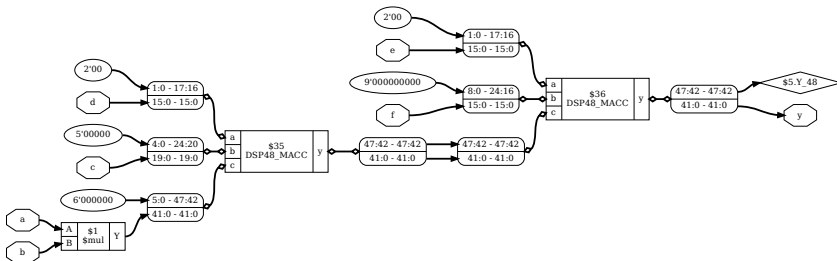 2'00
e
1:0 - 17:16
15:0 - 15:0
9'000000000
f
8:0 - 24:16
15:0 - 15:0
a
b
c
$36
DSP48_MACC
y
47:42 - 47:42
41:0 - 41:0
$5.Y_48
y
2'00
d
1:0 - 17:16
15:0 - 15:0
5'00000
c
4:0 - 24:20
19:0 - 19:0
6'000000
5:0 - 47:42
41:0 - 41:0
a
b
c
$35
DSP48_MACC
y
47:42 - 47:42
41:0 - 41:0
47:42 - 47:42
41:0 - 41:0
a
b
A
B
$1
$mul
Y